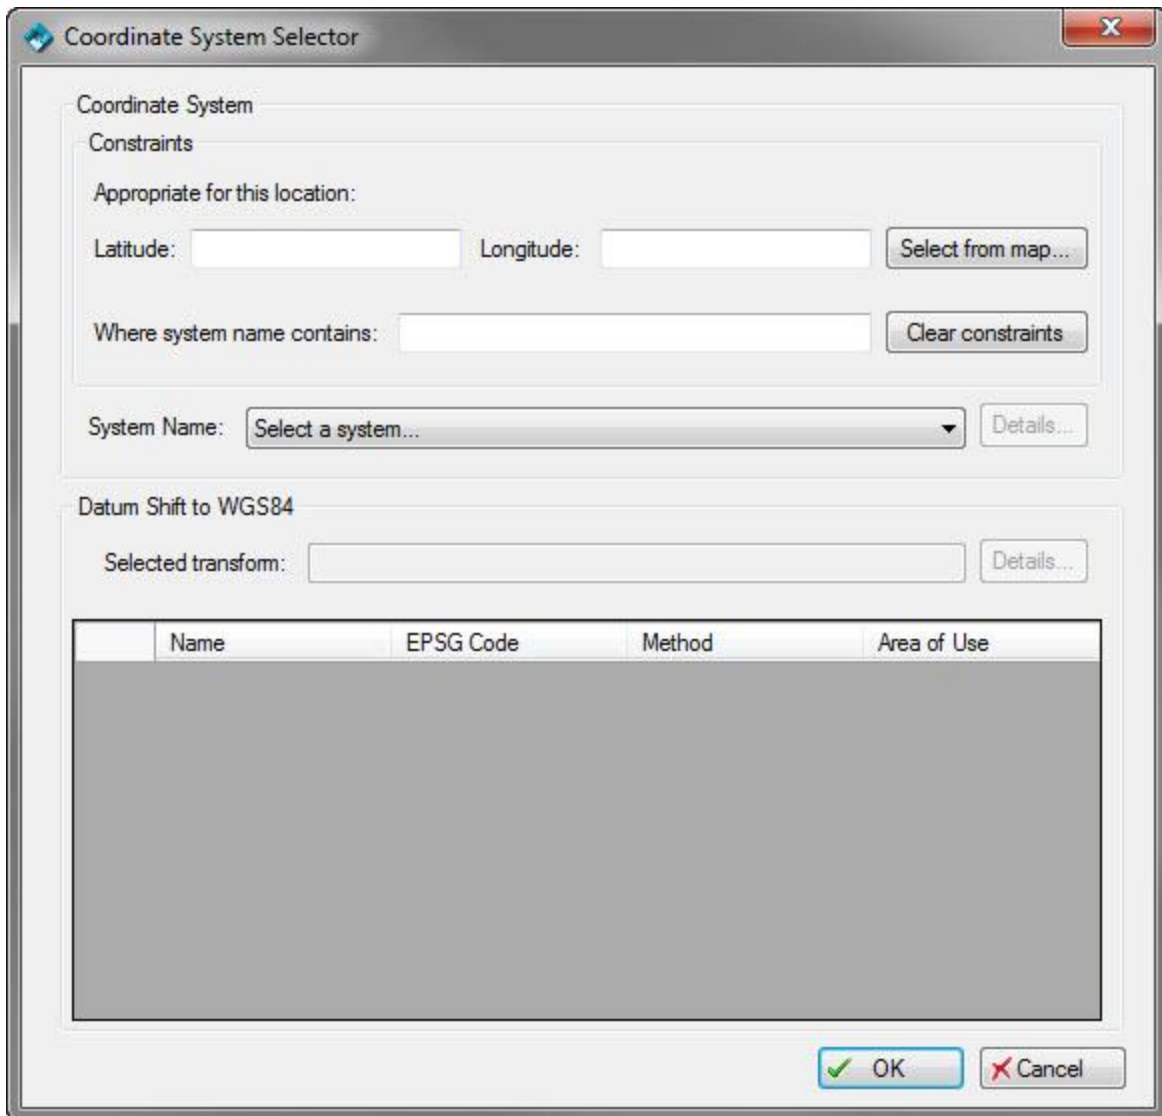 Coordinate System Selector
Coordinate System
Constraints
Appropriate for this location:
Latitude: Longitude: Select from map...
Where system name contains: Clear constraints
System Name: Select a system... Details...
Datum Shift to WGS84
Selected transform: Details...
Name EPSG Code Method Area of Use
OK Cancel